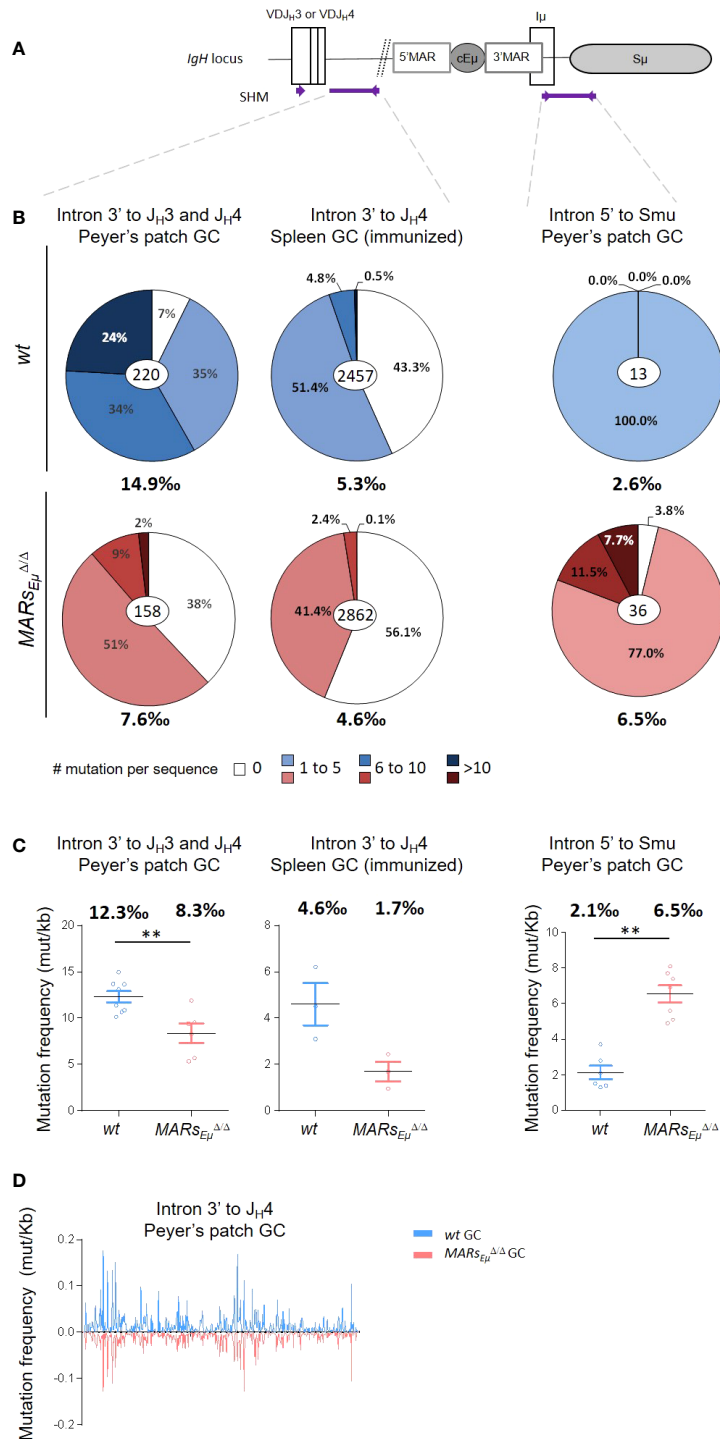 A
VDJH3 or VDJH4
Iµ
IgH locus
5'MAR
cEµ
3'MAR
Sµ
SHM
B
Intron 3' to JH3 and JH4
Peyer's patch GC
Intron 3' to JH4
Spleen GC (immunized)
Intron 5' to Smu
Peyer's patch GC
wt
7%
35%
34%
24%
220
14.9‰
4.8%
0.5%
43.3%
51.4%
2457
5.3‰
0.0%
0.0%
0.0%
13
100.0%
2.6‰
MARsEµ Δ/Δ
2%
9%
38%
51%
158
7.6‰
2.4%
0.1%
41.4%
56.1%
2862
4.6‰
3.8%
7.7%
11.5%
77.0%
36
6.5‰
# mutation per sequence
0
1 to 5
6 to 10
>10
C
Intron 3' to JH3 and JH4
Peyer's patch GC
12.3‰
8.3‰
**
Mutation frequency (mut/Kb)
20
15
10
5
0
wt
MARsEµ Δ/Δ
Intron 3' to JH4
Spleen GC (immunized)
4.6‰
1.7‰
8
6
4
2
0
wt
MARsEµ Δ/Δ
Intron 5' to Smu
Peyer's patch GC
2.1‰
6.5‰
**
Mutation frequency (mut/Kb)
10
8
6
4
2
0
wt
MARsEµ Δ/Δ
D
Intron 3' to JH4
Peyer's patch GC
Mutation frequency (mut/Kb)
0.2
0.1
0.0
-0.1
-0.2
wt GC
MARsEµ Δ/Δ GC